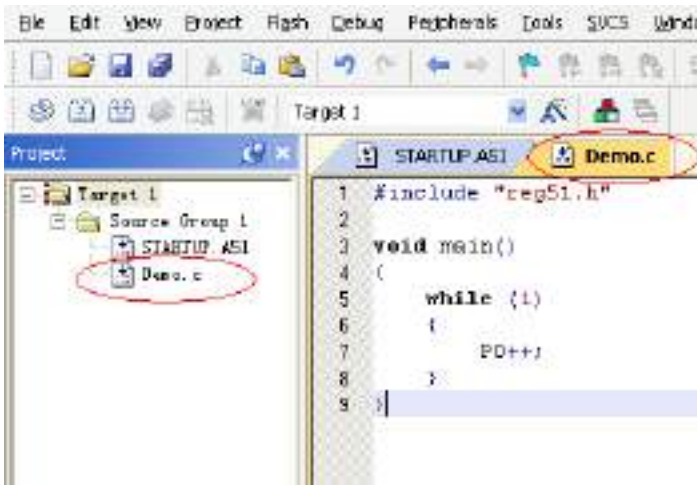 File Edit View Project Flash Debug Peripherals Tools SVCS Windo
Target 1
Project
STARTUP.A51 Demo.c
Target 1
Source Group 1
STARTUP.A51
Demo.c
1 #include "reg51.h"
2
3 void main()
4 {
5 while (1)
6 {
7 P0++;
8 }
9 }